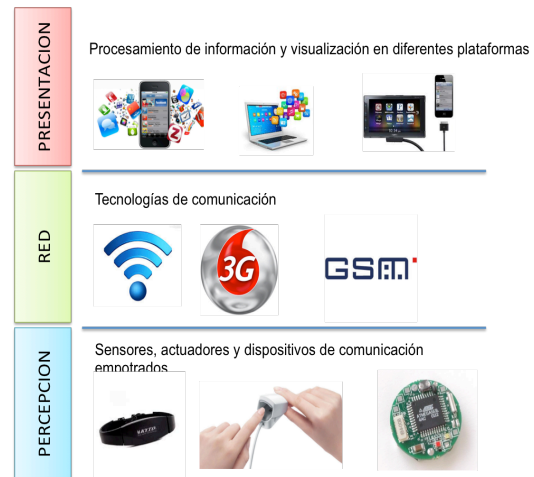 PRESENTACION
Procesamiento de información y visualización en diferentes plataformas
RED
Tecnologías de comunicación
3G
GSM
PERCEPCION
Sensores, actuadores y dispositivos de comunicación
empotrados